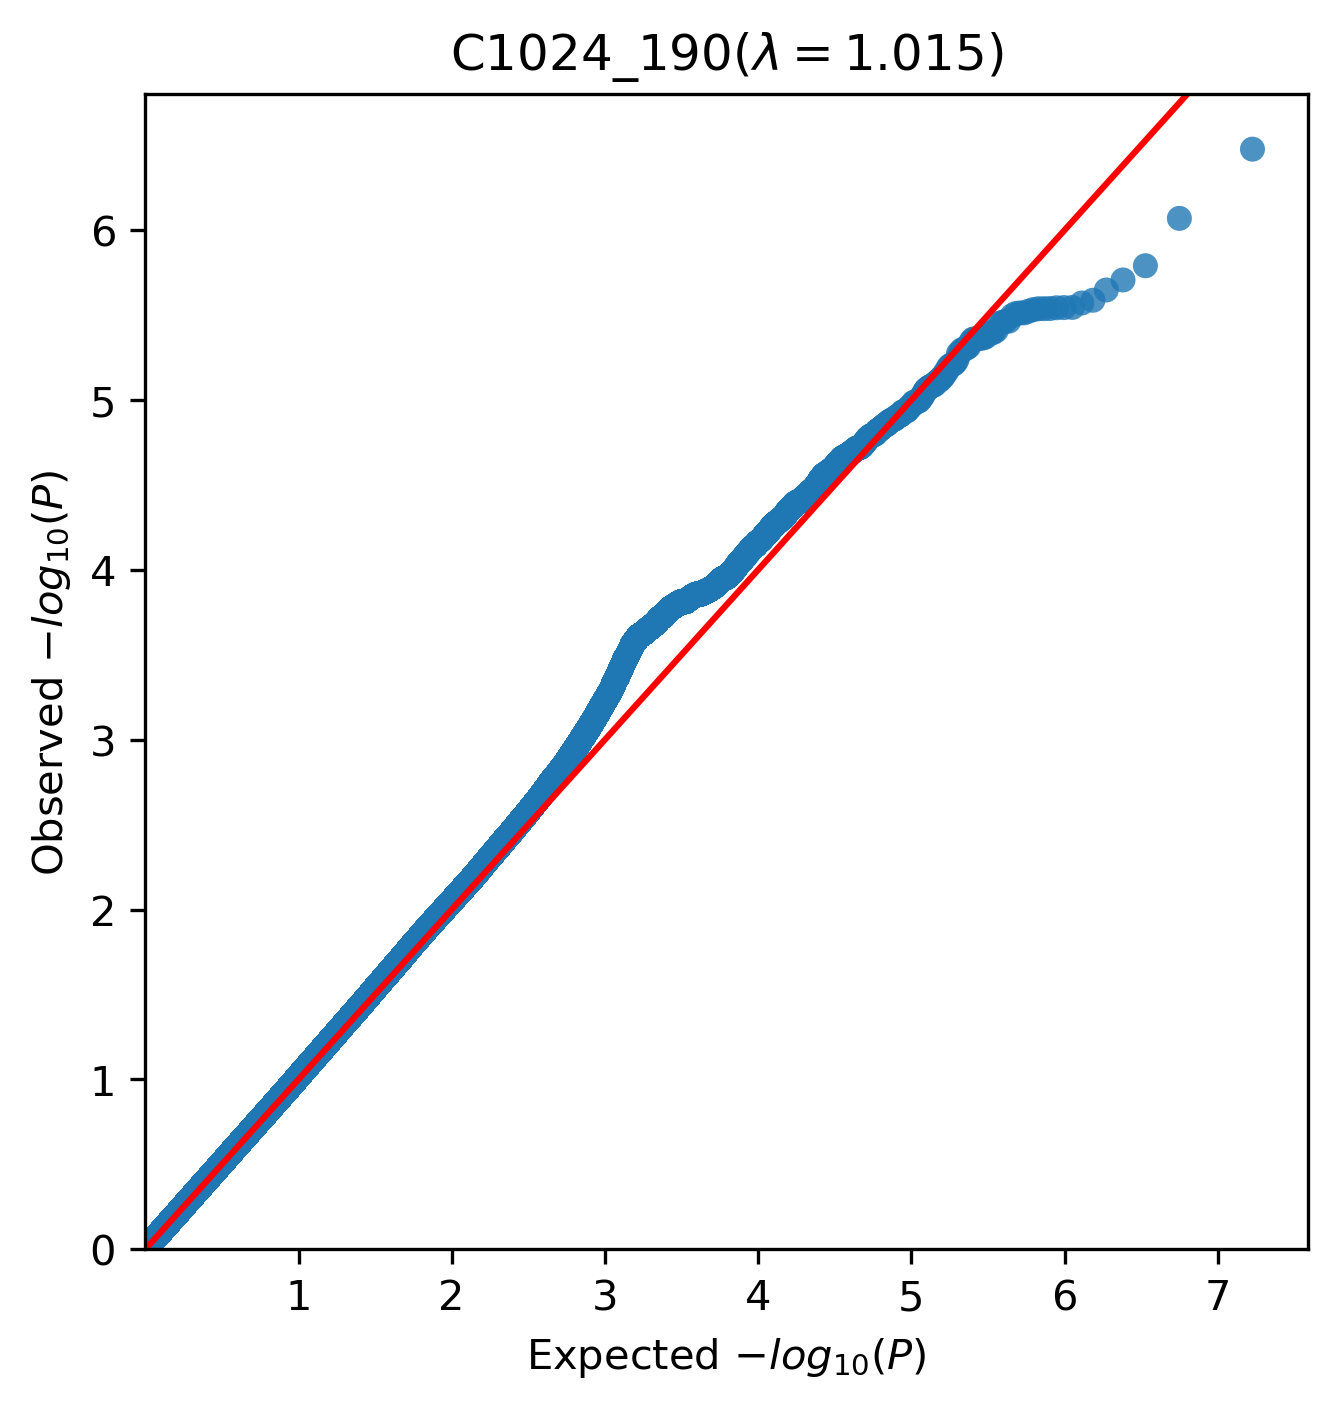 C1024_190(λ = 1.015)
Observed −log₁₀(P)
6
5
4
3
2
1
0
1 2 3 4 5 6 7
Expected −log₁₀(P)